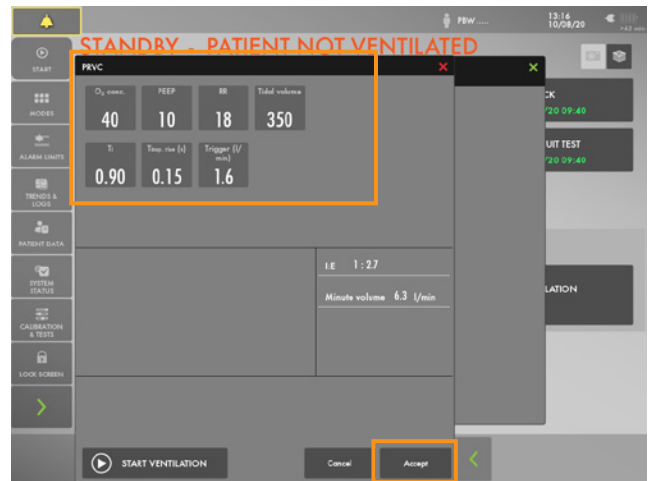 PBW .....
13:16
10/08/20
>62 min
STANDBY - PATIENT NOT VENTILATED
START
MODES
ALARM LIMITS
TRENDS &
LOGS
PATIENT DATA
SYSTEM
STATUS
CALIBRATION
& TESTS
LOCK SCREEN
PRVC
O₂ conc.
PEEP
RR
Tidal volume
40
10
18
350
Ti
Tinsp. rise (s)
Trigger (l/
min)
0.90
0.15
1.6
I:E 1 : 2.7
Minute volume 6.3 l/min
START VENTILATION
Cancel
Accept
CK
/20 09:40
UIT TEST
/20 09:40
LATION